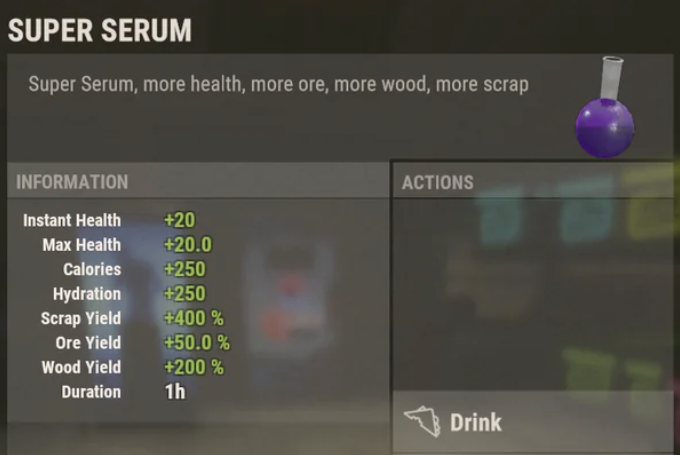 SUPER SERUM
Super Serum, more health, more ore, more wood, more scrap
INFORMATION
Instant Health +20
Max Health +20.0
Calories +250
Hydration +250
Scrap Yield +400 %
Ore Yield +50.0 %
Wood Yield +200 %
Duration 1h
ACTIONS
Drink